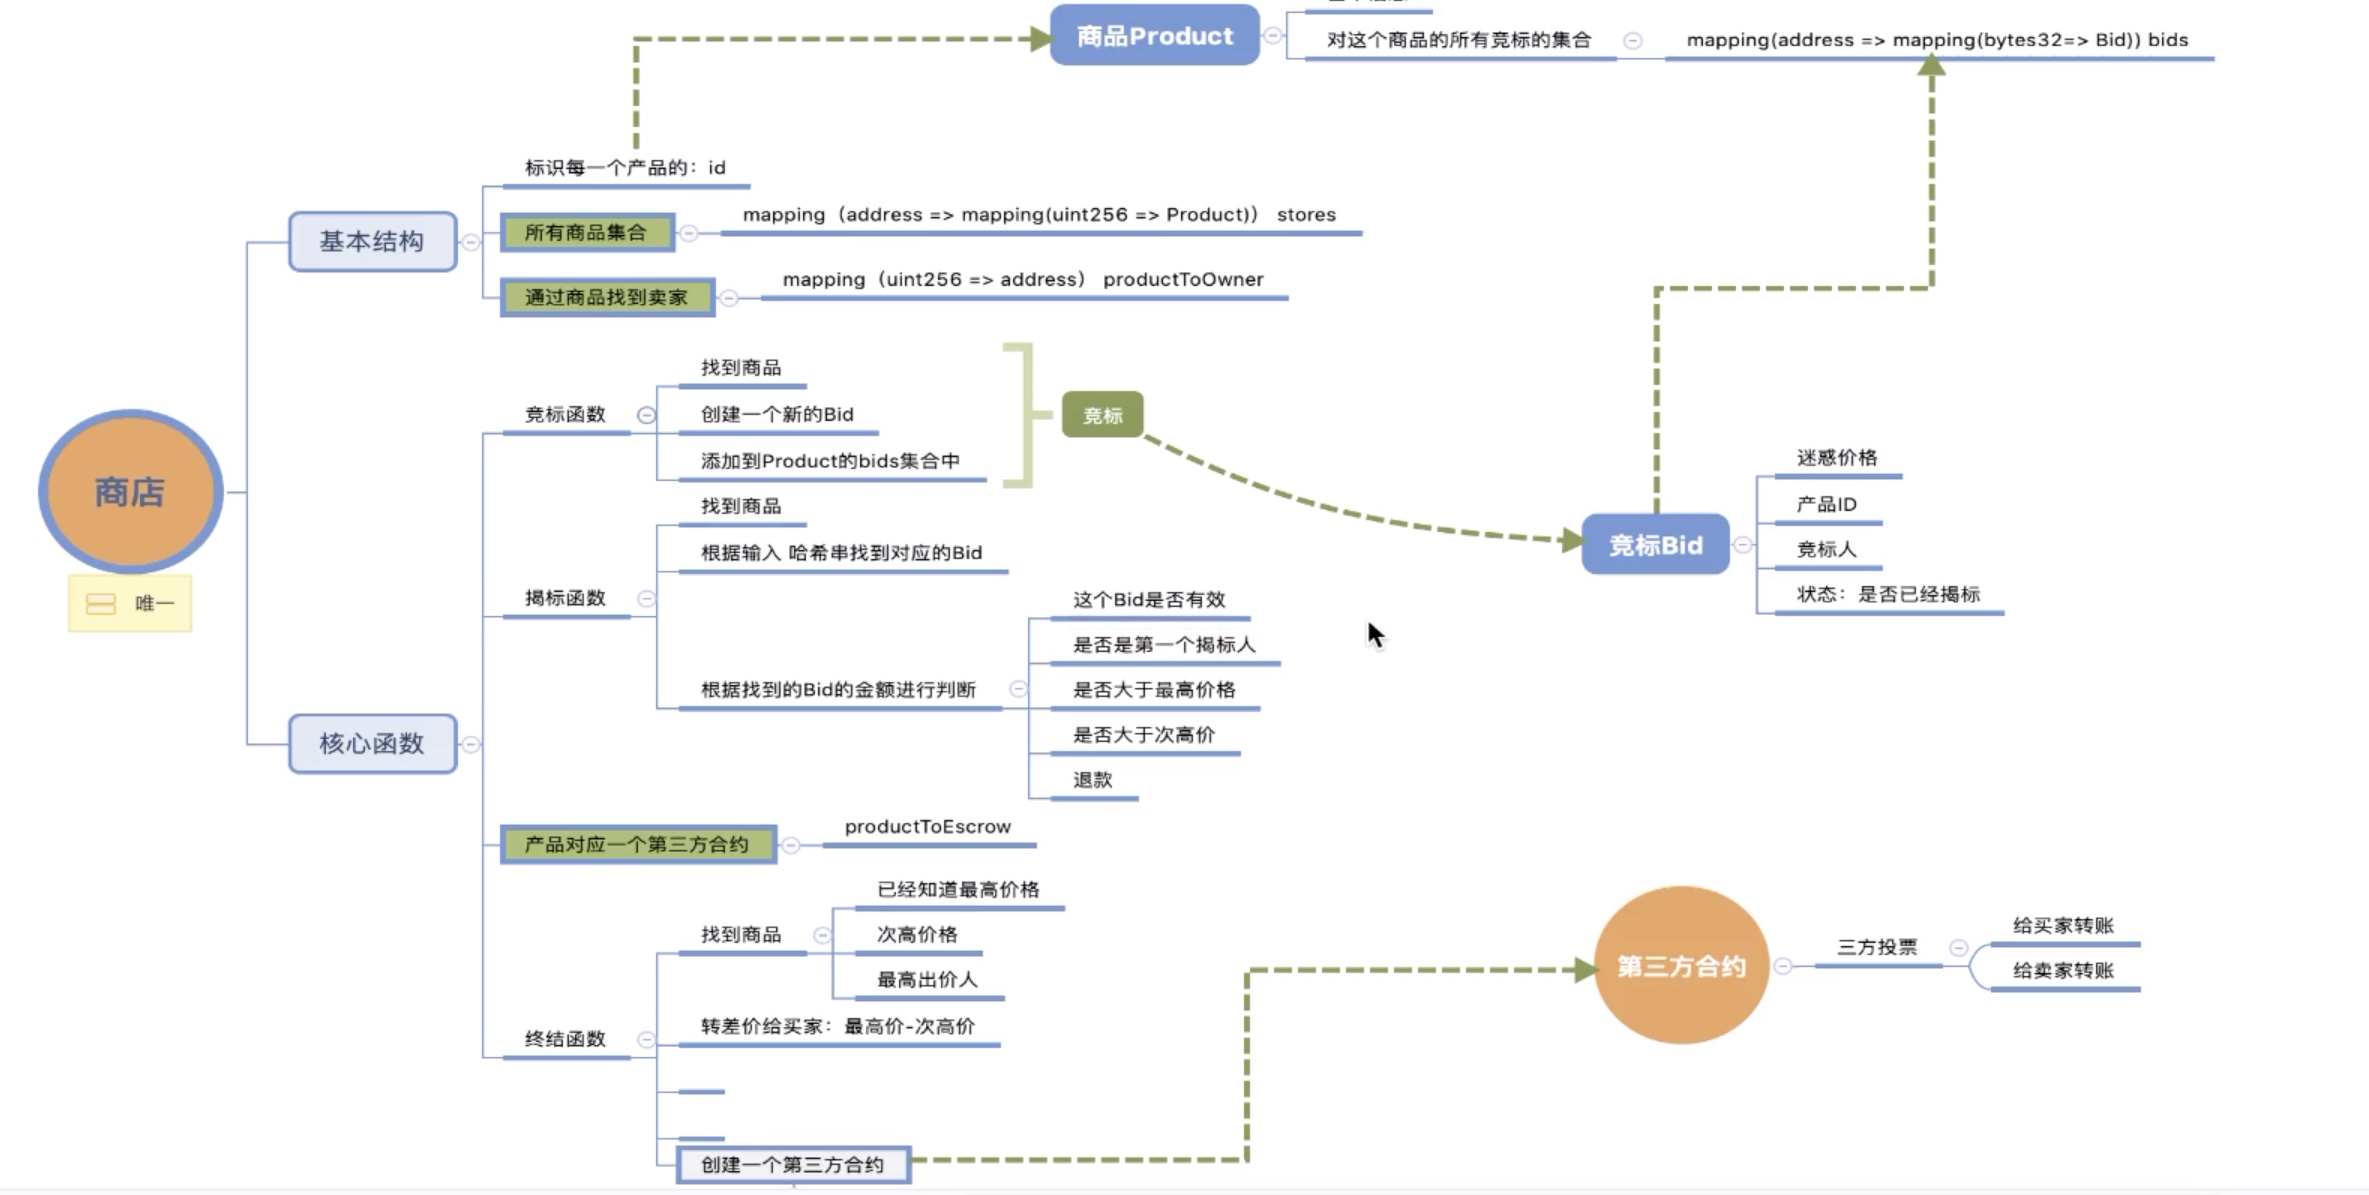 商品Product
对这个商品的所有竞标的集合
mapping(address => mapping(bytes32=> Bid)) bids
标识每一个产品的：id
基本结构
所有商品集合
mapping（address => mapping(uint256 => Product)） stores
通过商品找到卖家
mapping（uint256 => address） productToOwner
商店
唯一
核心函数
竞标函数
找到商品
创建一个新的Bid
添加到Product的bids集合中
竞标
竞标Bid
迷惑价格
产品ID
竞标人
状态：是否已经揭标
揭标函数
找到商品
根据输入 哈希串找到对应的Bid
根据找到的Bid的金额进行判断
这个Bid是否有效
是否是第一个揭标人
是否大于最高价格
是否大于次高价
退款
产品对应一个第三方合约
productToEscrow
终结函数
找到商品
已经知道最高价格
次高价格
最高出价人
转差价给买家：最高价-次高价
创建一个第三方合约
第三方合约
三方投票
给买家转账
给卖家转账